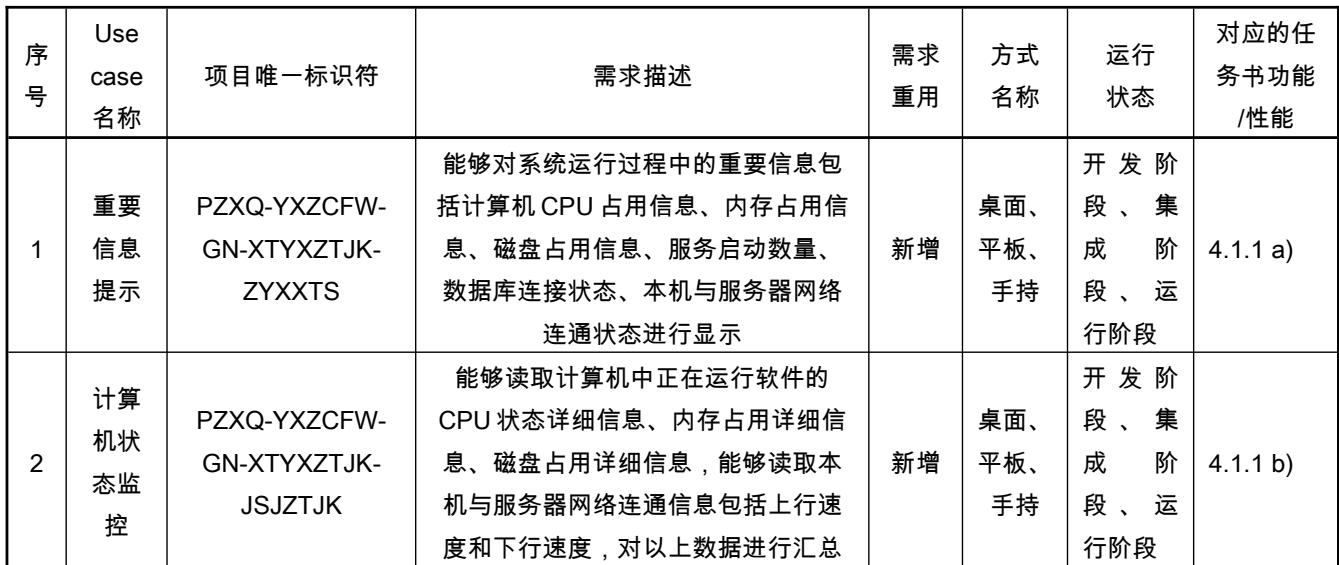 序号
Use case 名称
项目唯一标识符
需求描述
需求重用
方式名称
运行状态
对应的任务书功能/性能
1
重要信息提示
PZXQ-YXZCFW-
GN-XTYXZTJK-
ZYXXTS
能够对系统运行过程中的重要信息包
括计算机 CPU 占用信息、内存占用信
息、磁盘占用信息、服务启动数量、
数据库连接状态、本机与服务器网络
连通状态进行显示
新增
桌面、
平板、
手持
开发阶
段、集
成阶
段、运
行阶段
4.1.1 a)
2
计算
机状
态监
控
PZXQ-YXZCFW-
GN-XTYXZTJK-
JSJZTJK
能够读取计算机中正在运行软件的
CPU 状态详细信息、内存占用详细信
息、磁盘占用详细信息，能够读取本
机与服务器网络连通信息包括上行速
度和下行速度，对以上数据进行汇总
新增
桌面、
平板、
手持
开发阶
段、集
成阶
段、运
行阶段
4.1.1 b)